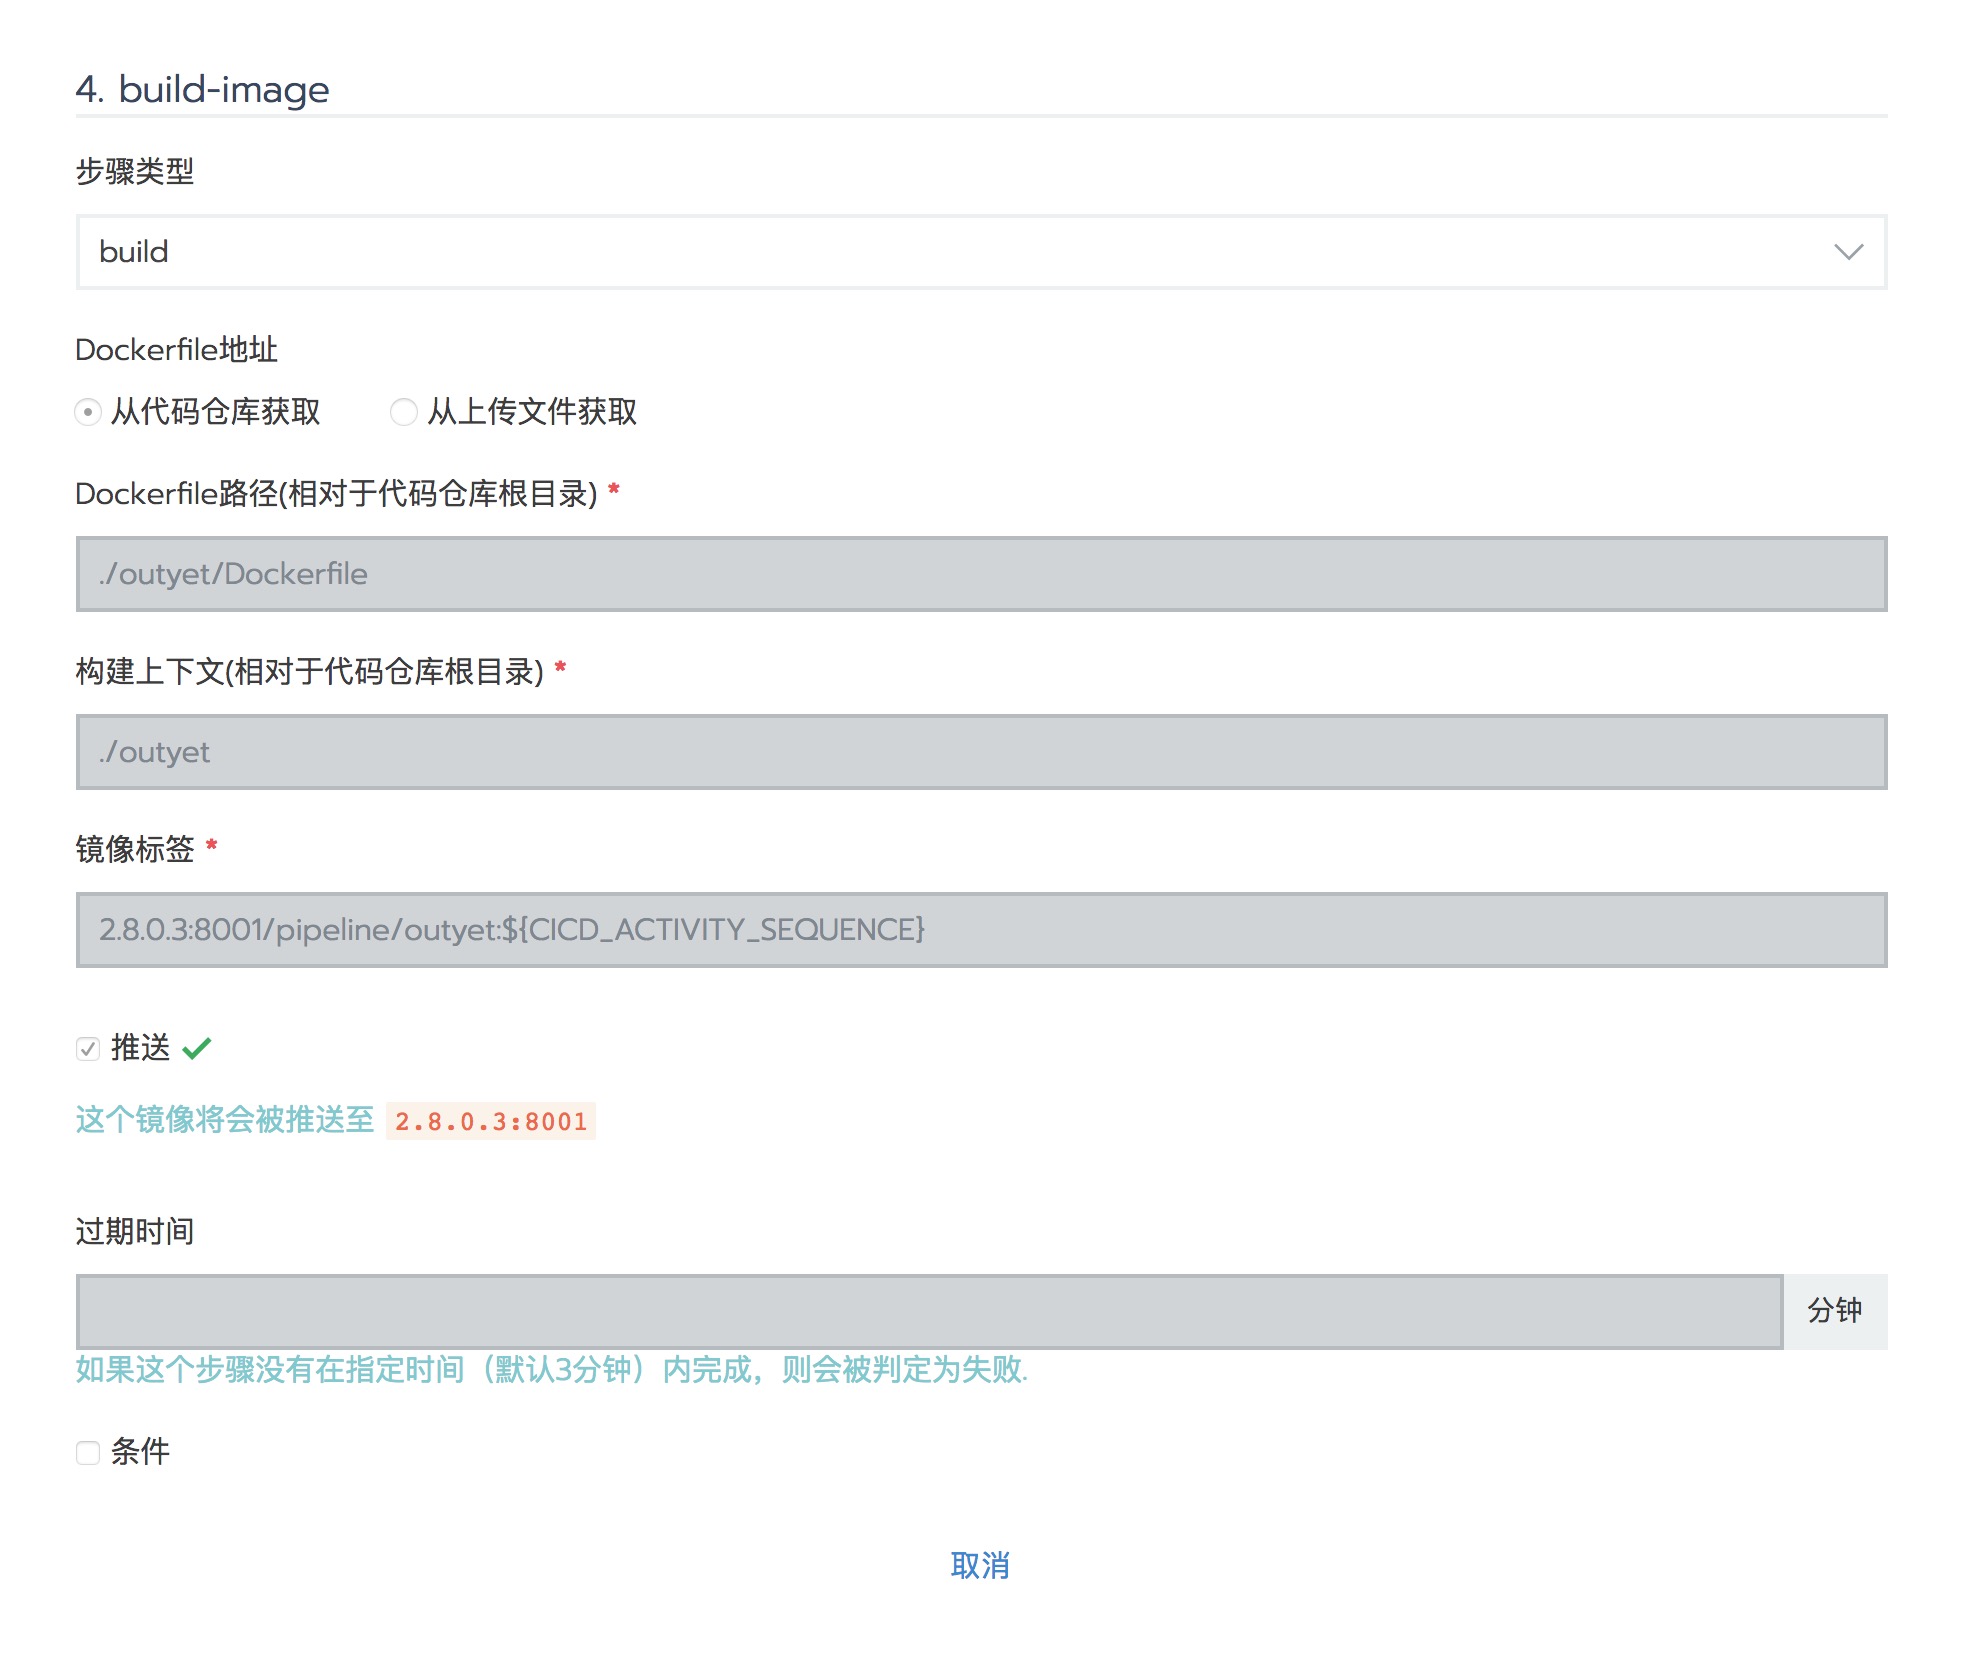 4. build-image
步骤类型
build
Dockerfile地址
从代码仓库获取 从上传文件获取
Dockerfile路径(相对于代码仓库根目录) *
./outyet/Dockerfile
构建上下文(相对于代码仓库根目录) *
./outyet
镜像标签 *
2.8.0.3:8001/pipeline/outyet:${CICD_ACTIVITY_SEQUENCE}
推送
这个镜像将会被推送至 2.8.0.3:8001
过期时间
分钟
如果这个步骤没有在指定时间（默认3分钟）内完成，则会被判定为失败.
条件
取消